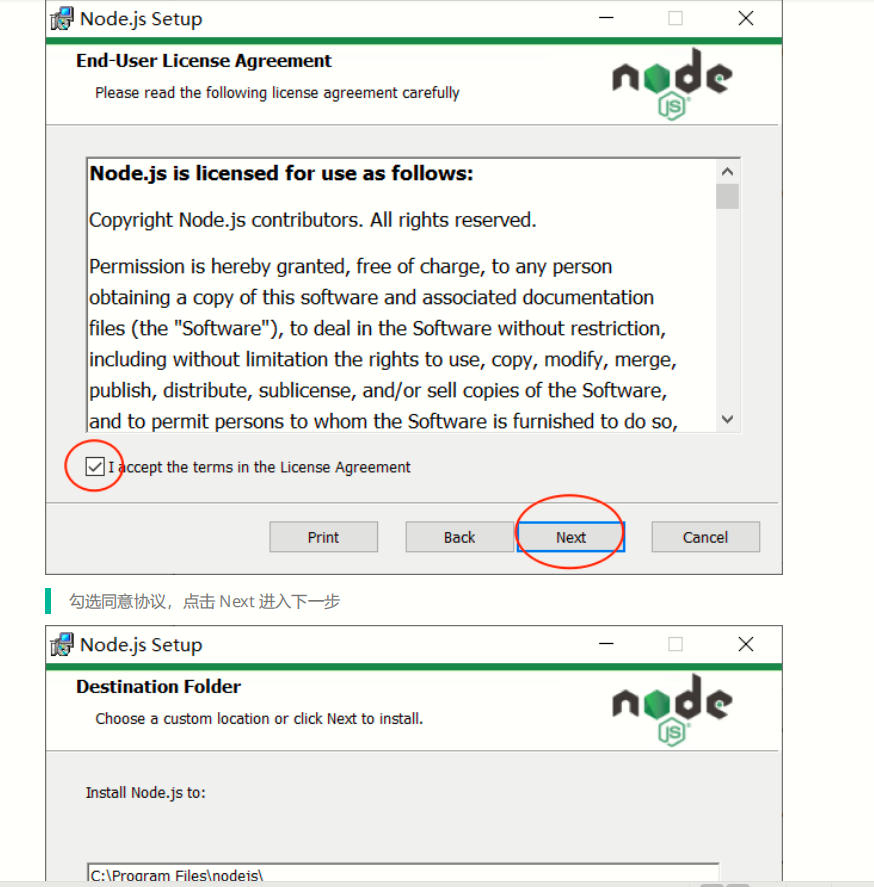 Node.js Setup
End-User License Agreement
Please read the following license agreement carefully
node
JS
Node.js is licensed for use as follows:
Copyright Node.js contributors. All rights reserved.
Permission is hereby granted, free of charge, to any person
obtaining a copy of this software and associated documentation
files (the "Software"), to deal in the Software without restriction,
including without limitation the rights to use, copy, modify, merge,
publish, distribute, sublicense, and/or sell copies of the Software,
and to permit persons to whom the Software is furnished to do so,
I accept the terms in the License Agreement
Print Back Next Cancel
勾选同意协议，点击 Next 进入下一步
Node.js Setup
Destination Folder
Choose a custom location or click Next to install.
node
JS
Install Node.js to:
C:\Program Files\nodejs\